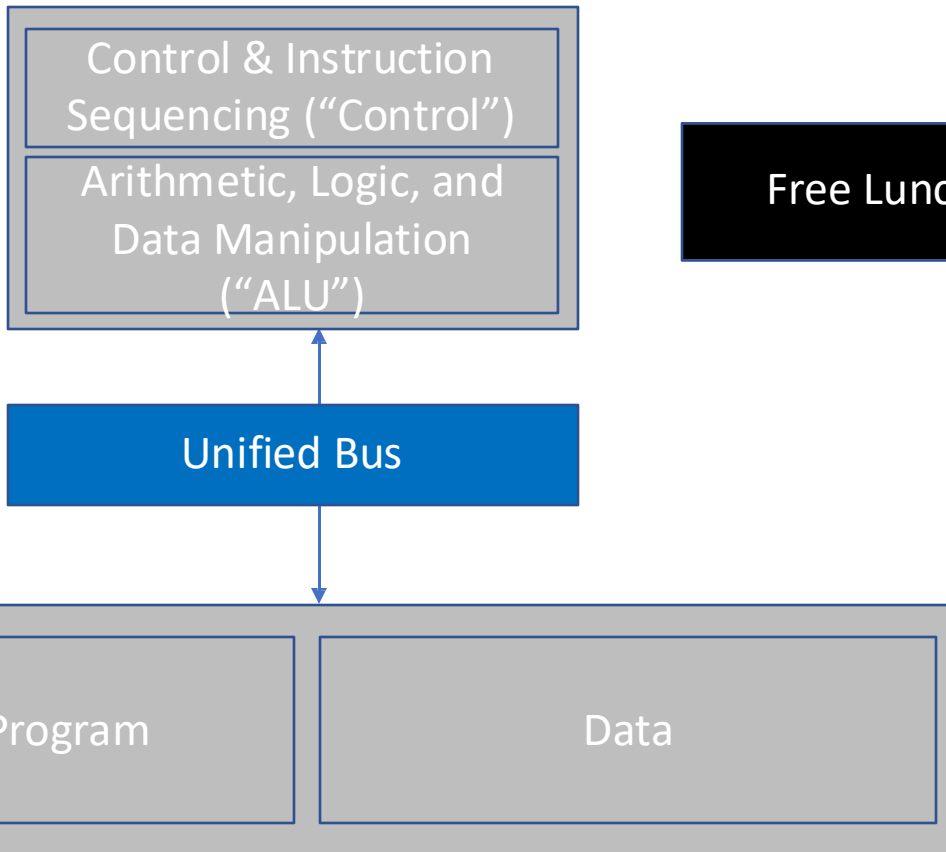 Control & Instruction
Sequencing (“Control”)
Arithmetic, Logic, and
Data Manipulation
(“ALU”)
Free Lunc
Unified Bus
Program
Data